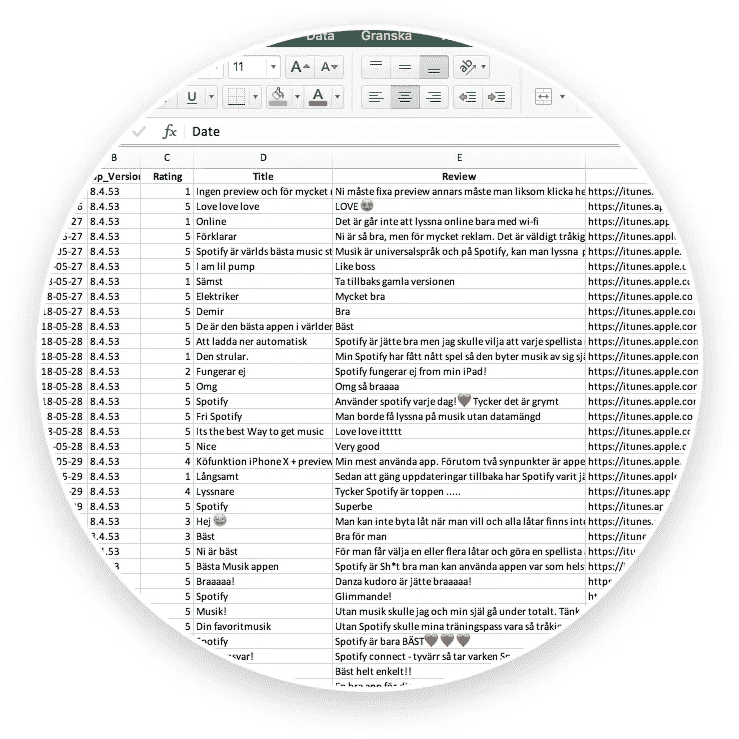 Data Granska
11 A A
U A
fx Date
B C D E
Rating Title Review
8.4.53 1 Ingen preview och för mycket Ni måste fixa preview annars måste man liksom klicka he https://itunes.
6 8.4.53 5 Love love love LOVE https://itunes.ap
27 8.4.53 1 Online Det är går inte att lyssna online bara med wi-fi https://itunes.app
5-27 8.4.53 5 Förklarar Ni är så bra, men för mycket reklam. Det är väldigt tråkig https://itunes.appl
05-27 8.4.53 5 Spotify är världs bästa music st Musik är universalspråk och på Spotify, kan man lyssna p https://itunes.apple.
-05-27 8.4.53 5 I am lil pump Like boss https://itunes.apple.c
-05-27 8.4.53 1 Sämst Ta tillbaks gamla versionen https://itunes.apple.co
8-05-27 8.4.53 5 Elektriker Mycket bra https://itunes.apple.com
18-05-27 8.4.53 5 Demir Bra https://itunes.apple.cor
18-05-28 8.4.53 5 De är den bästa appen i världer Bäst https://itunes.apple.cor
18-05-28 8.4.53 5 Att ladda ner automatisk Spotify är jätte bra men jag skulle vilja att varje spellista https://itunes.apple.com
18-05-28 8.4.53 1 Den strular. Min Spotify har fått nått spel så den byter musik av sig sjä https://itunes.apple.com
18-05-28 8.4.53 2 Fungerar ej Spotify fungerar ej from min iPad! https://itunes.apple.com
18-05-28 8.4.53 5 Omg Omg så braaaa https://itunes.apple.com
18-05-28 8.4.53 5 Spotify Använder spotify varje dag!🖤Tycker det är grymt https://itunes.apple.cor
8-05-28 8.4.53 5 Fri Spotify Man borde få lyssna på musik utan datamängd https://itunes.apple.cor
-05-28 8.4.53 5 Its the best Way to get music Love love ittttt https://itunes.apple.cc
-05-28 8.4.53 5 Nice Very good https://itunes.apple.c
05-29 8.4.53 4 Köfunktion iPhone X + preview Min mest använda app. Förutom två synpunkter är appe https://itunes.apple.
5-29 8.4.53 1 Långsamt Sedan att gäng uppdateringar tillbaka har Spotify varit jä https://itunes.appl
-29 8.4.53 4 Lyssnare Tycker Spotify är toppen ..... https://itunes.app
8.4.53 5 Spotify Superbe https://itunes.ap
8.4.53 3 Hej Man kan inte byta låt när man vill och alla låtar finns inte https://itunes.
.4.53 3 Bäst Bra för man https://itune
.53 5 Ni är bäst För man får välja en eller flera låtar och göra en spellista https://itu
3 5 Bästa Musik appen Spotify är Sh*t bra man kan använda appen var som hels https://
5 Braaaaa! Danza kudoro är jätte braaaaa!
5 Spotify Glimmande!
5 Musik! Utan musik skulle jag och min själ gå under totalt. Tänk
5 Din favoritmusik Utan Spotify skulle mina träningspass vara så tråkig
Spotify Spotify är bara BÄST🖤🖤🖤
svar! Spotify connect - tyvärr så tar varken
Bäst helt enkelt!!
En bra app för